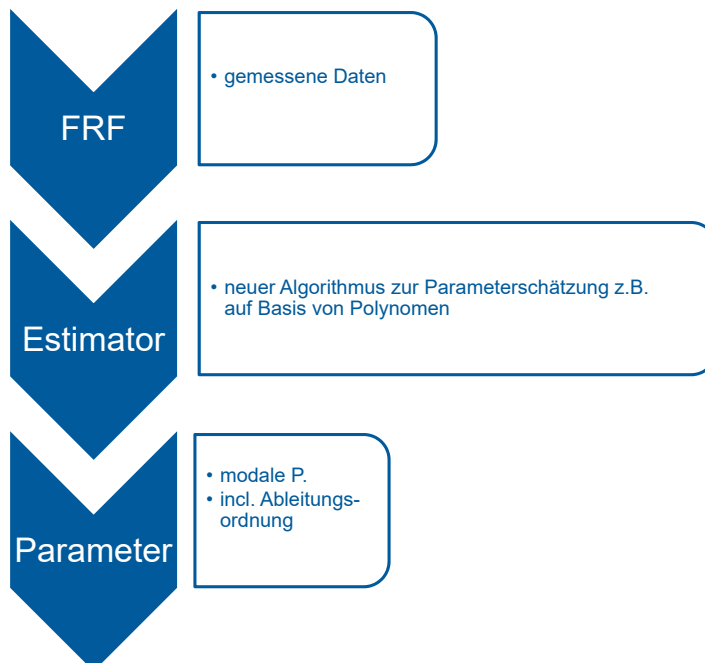 FRF
• gemessene Daten
Estimator
• neuer Algorithmus zur Parameterschätzung z.B.
auf Basis von Polynomen
Parameter
• modale P.
• incl. Ableitungs-
ordnung